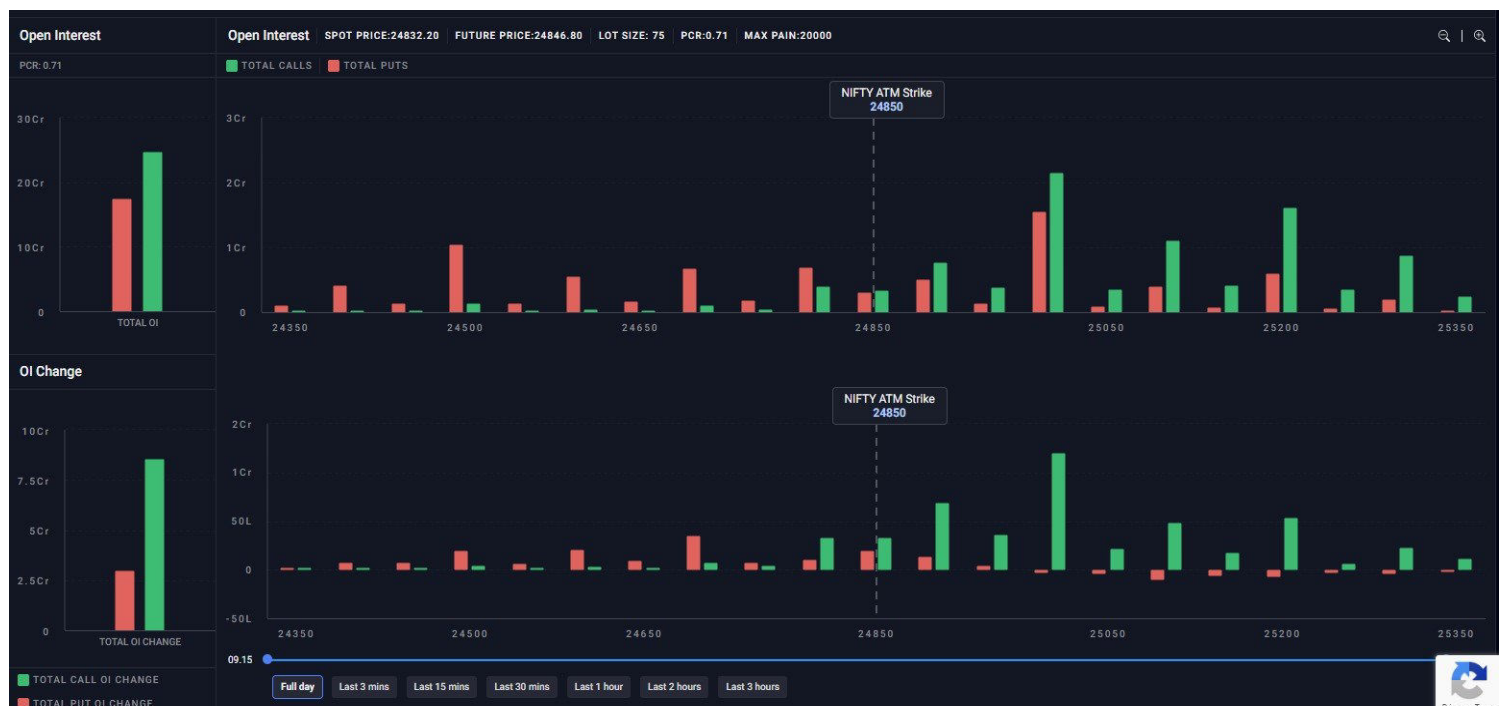 Open Interest
PCR: 0.71
30Cr
20Cr
10Cr
0
TOTAL OI
OI Change
10Cr
7.5Cr
5Cr
2.5Cr
0
TOTAL OI CHANGE
TOTAL CALL OI CHANGE
TOTAL PUT OI CHANGE
Open Interest SPOT PRICE:24832.20 FUTURE PRICE:24846.80 LOT SIZE: 75 PCR:0.71 MAX PAIN:20000
TOTAL CALLS TOTAL PUTS
NIFTY ATM Strike
24850
3Cr
2Cr
1Cr
0
24350 24500 24650 24850 25050 25200 25350
NIFTY ATM Strike
24850
2Cr
1Cr
50L
0
-50L
24350 24500 24650 24850 25050 25200 25350
09.15
Full day Last 3 mins Last 15 mins Last 30 mins Last 1 hour Last 2 hours Last 3 hours